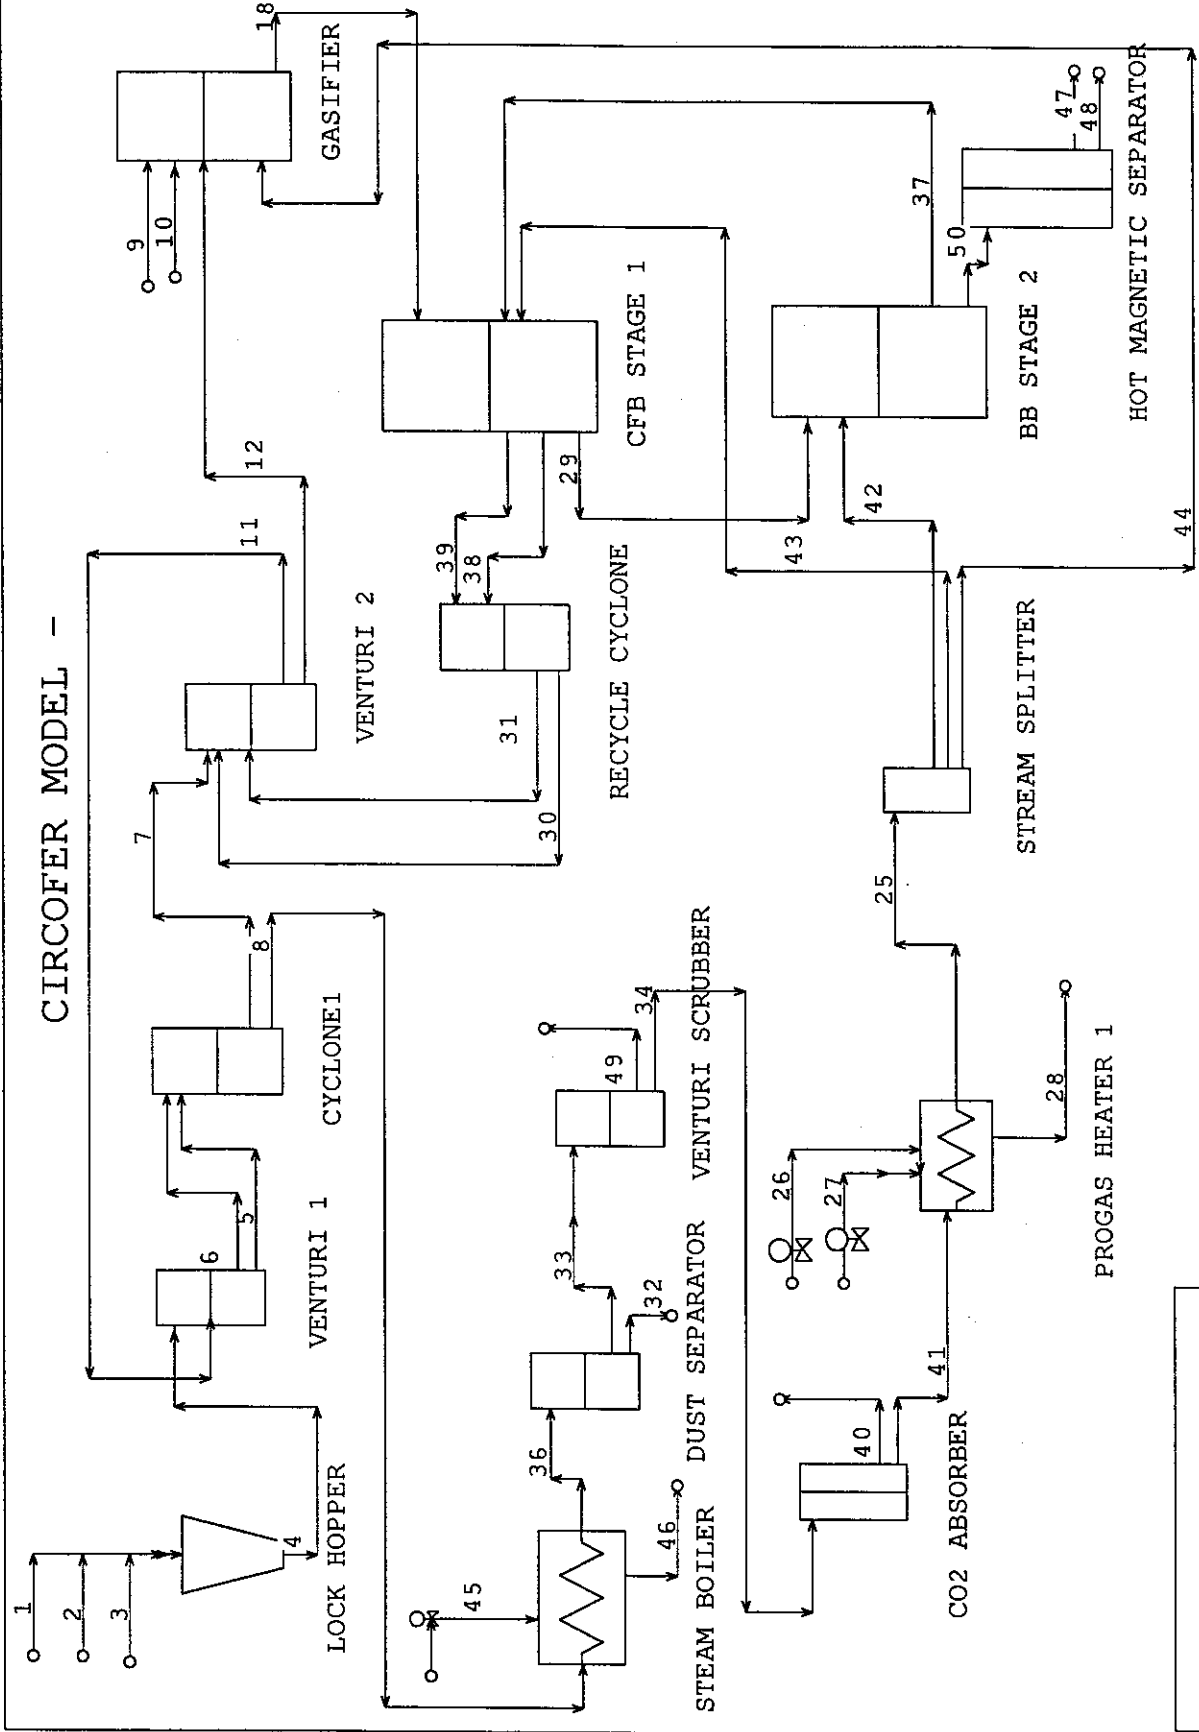 CIRCOFER MODEL -
1
2
3
4
LOCK HOPPER
6
5
VENTURI 1
CYCLONE1
7
8
11
12
VENTURI 2
9
10
18
GASIFIER
31
30
RECYCLE CYCLONE
39
38
29
CFB STAGE 1
45
46
STEAM BOILER
36
32
DUST SEPARATOR
33
49
34
VENTURI SCRUBBER
40
41
CO2 ABSORBER
26
27
28
PROGAS HEATER 1
25
STREAM SPLITTER
43
42
44
BB STAGE 2
37
50
47
48
HOT MAGNETIC SEPARATOR